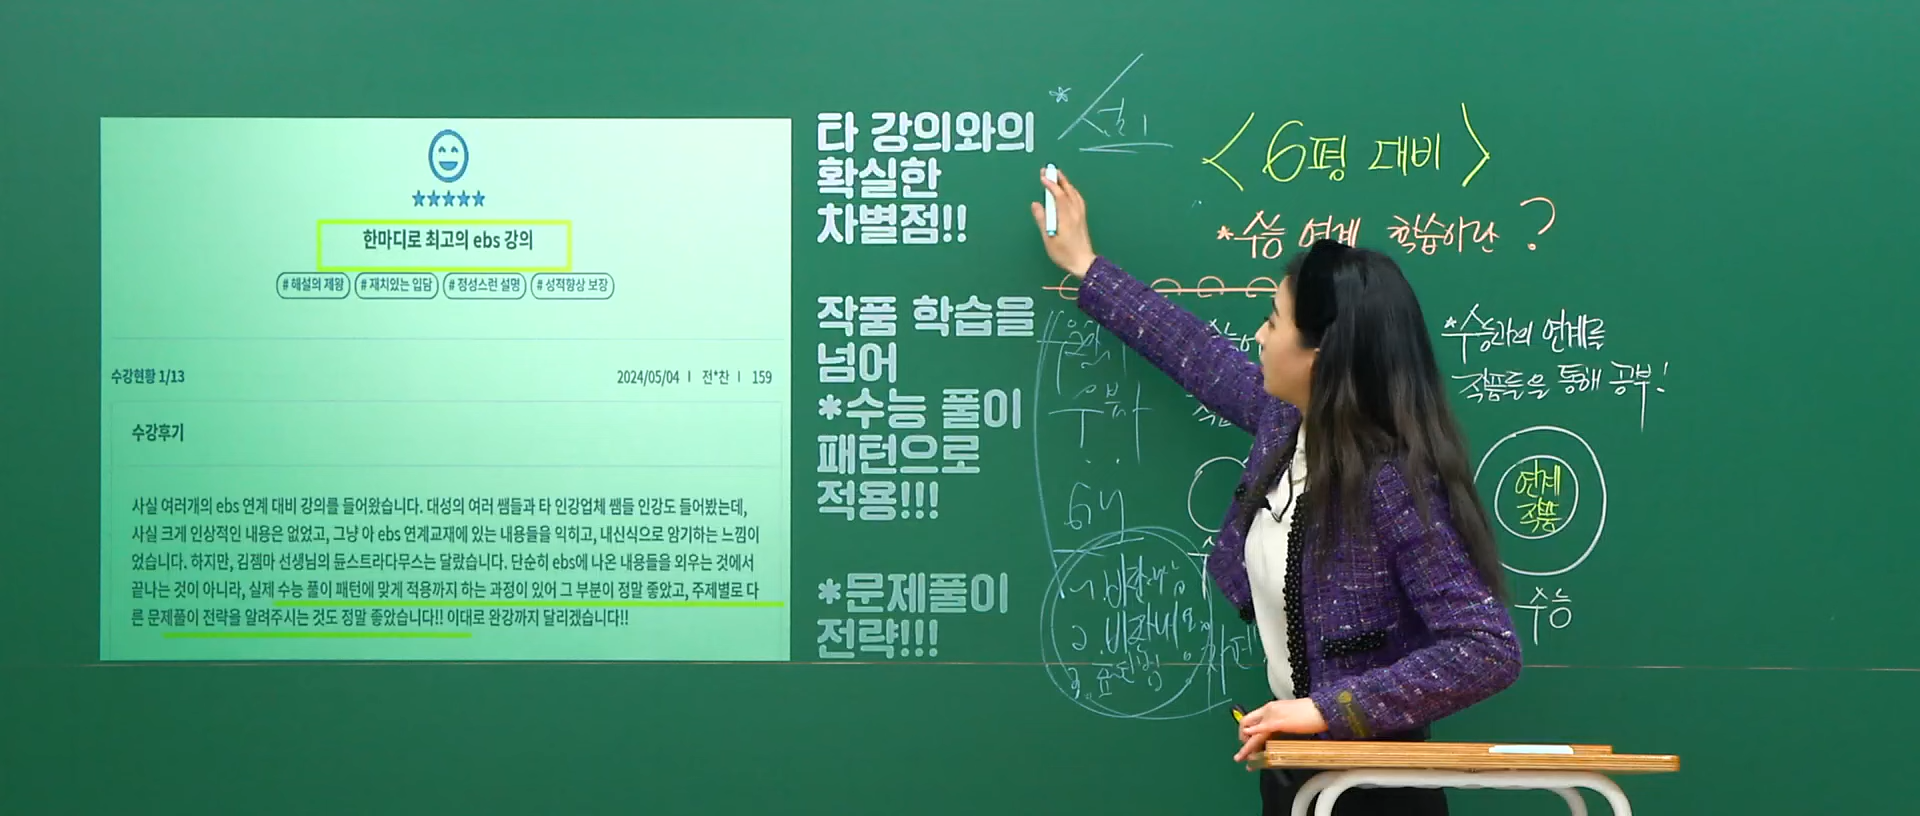 ★★★★★
한마디로 최고의 ebs 강의
# 해설의 제왕 # 재치있는 입담 # 정성스런 설명 # 성적향상 보장
수강현황 1/13
2024/05/04 I 전*찬 I 159
수강후기
사실 여러개의 ebs 연계 대비 강의를 들어왔습니다. 대성의 여러 쌤들과 타 인강업체 쌤들 인강도 들어봤는데,
사실 크게 인상적인 내용은 없었고, 그냥 아 ebs 연계교재에 있는 내용들을 익히고, 내신식으로 암기하는 느낌이
었습니다. 하지만, 김젬마 선생님의 듄스트라다무스는 달랐습니다. 단순히 ebs에 나온 내용들을 외우는 것에서
끝나는 것이 아니라, 실제 수능 풀이 패턴에 맞게 적용까지 하는 과정이 있어 그 부분이 정말 좋았고, 주제별로 다
른 문제풀이 전략을 알려주시는 것도 정말 좋았습니다!! 이대로 완강까지 달리겠습니다!!
타 강의와의
확실한
차별점!!
작품 학습을
넘어
*수능 풀이
패턴으로
적용!!!
*문제풀이
전략!!!
<6평 대비>
*수능 연계 학습이란?
*수능과의 연계를
작품들을 통해 공부!
연계
작품
수능